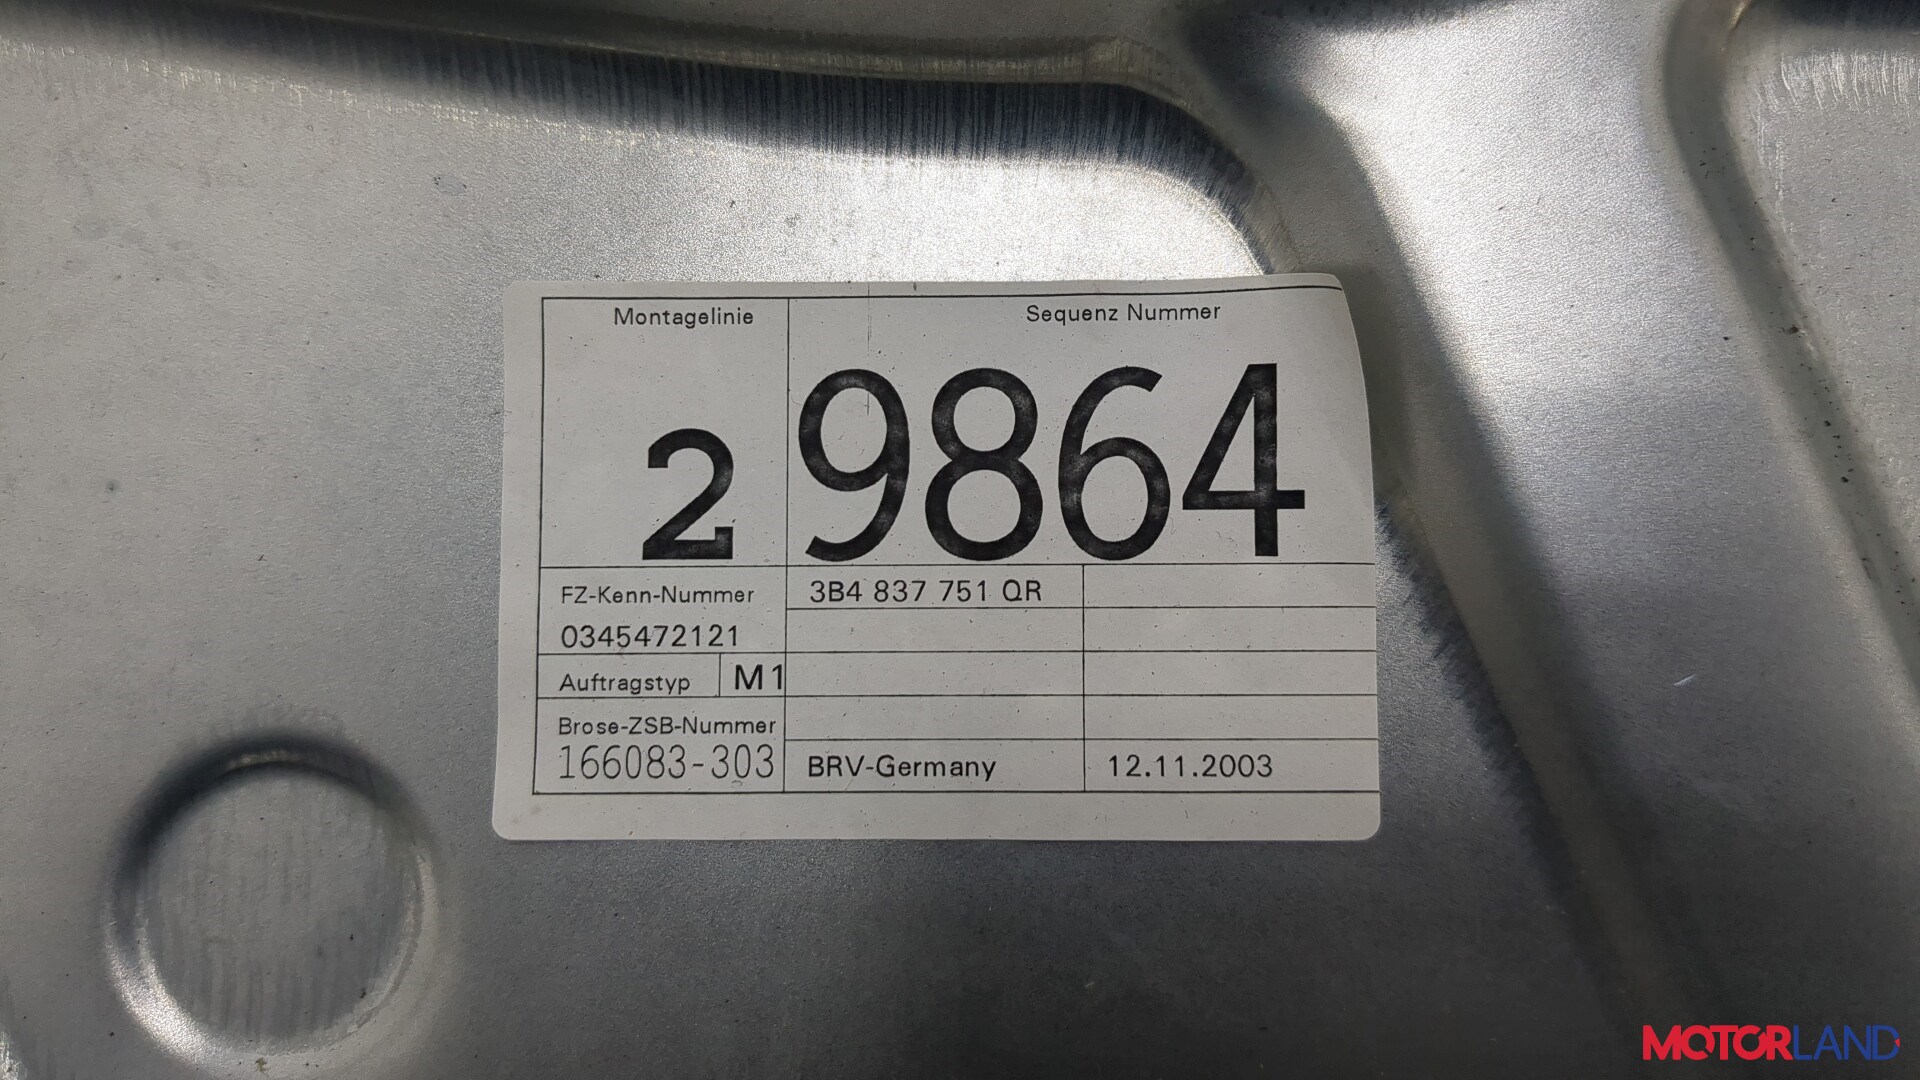 Montagelinie
Sequenz Nummer
2
9864
FZ-Kenn-Nummer
3B4 837 751 QR
0345472121
Auftragstyp
M1
Brose-ZSB-Nummer
166083-303
BRV-Germany
12.11.2003
MOTORLAND